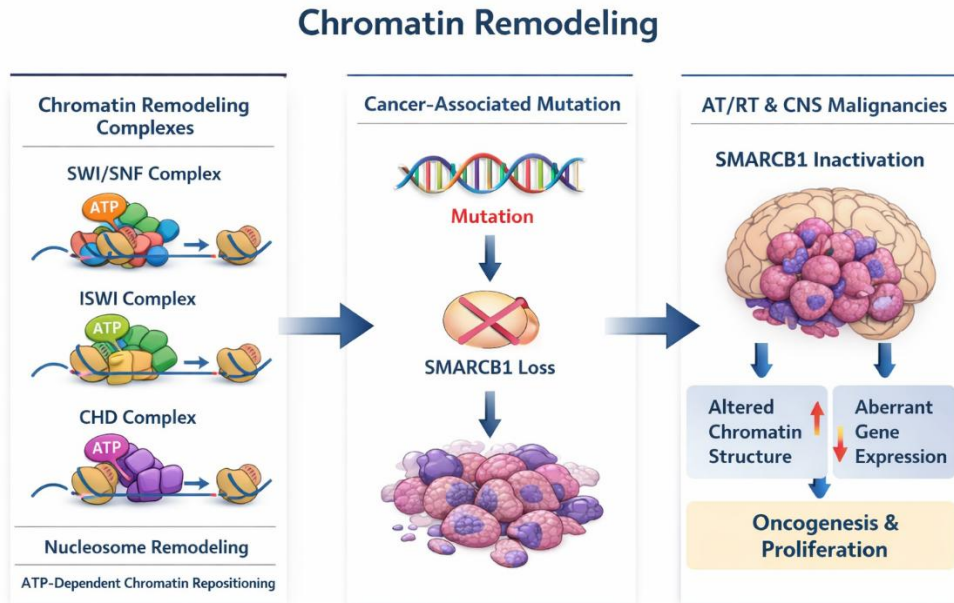 Chromatin Remodeling
Chromatin Remodeling
Complexes
SWI/SNF Complex
ATP
ISWI Complex
ATP
CHD Complex
ATP
Nucleosome Remodeling
ATP-Dependent Chromatin Repositioning
Cancer-Associated Mutation
Mutation
SMARCB1 Loss
AT/RT & CNS Malignancies
SMARCB1 Inactivation
Altered
Chromatin
Structure
Aberrant
Gene
Expression
Oncogenesis &
Proliferation